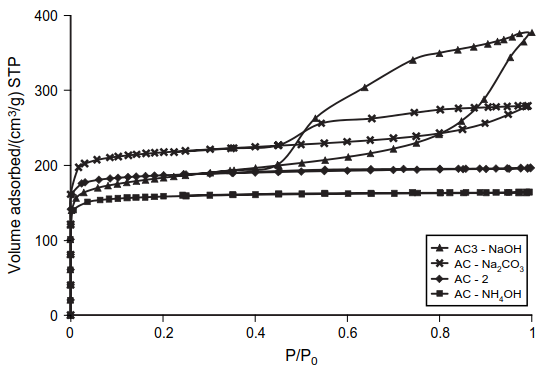 Volume adsorbed/(cm³/g) STP
400
300
200
100
0
0
0.2
0.4
0.6
0.8
1
P/P₀
AC3 - NaOH
AC - Na₂CO₃
AC - 2
AC - NH₄OH